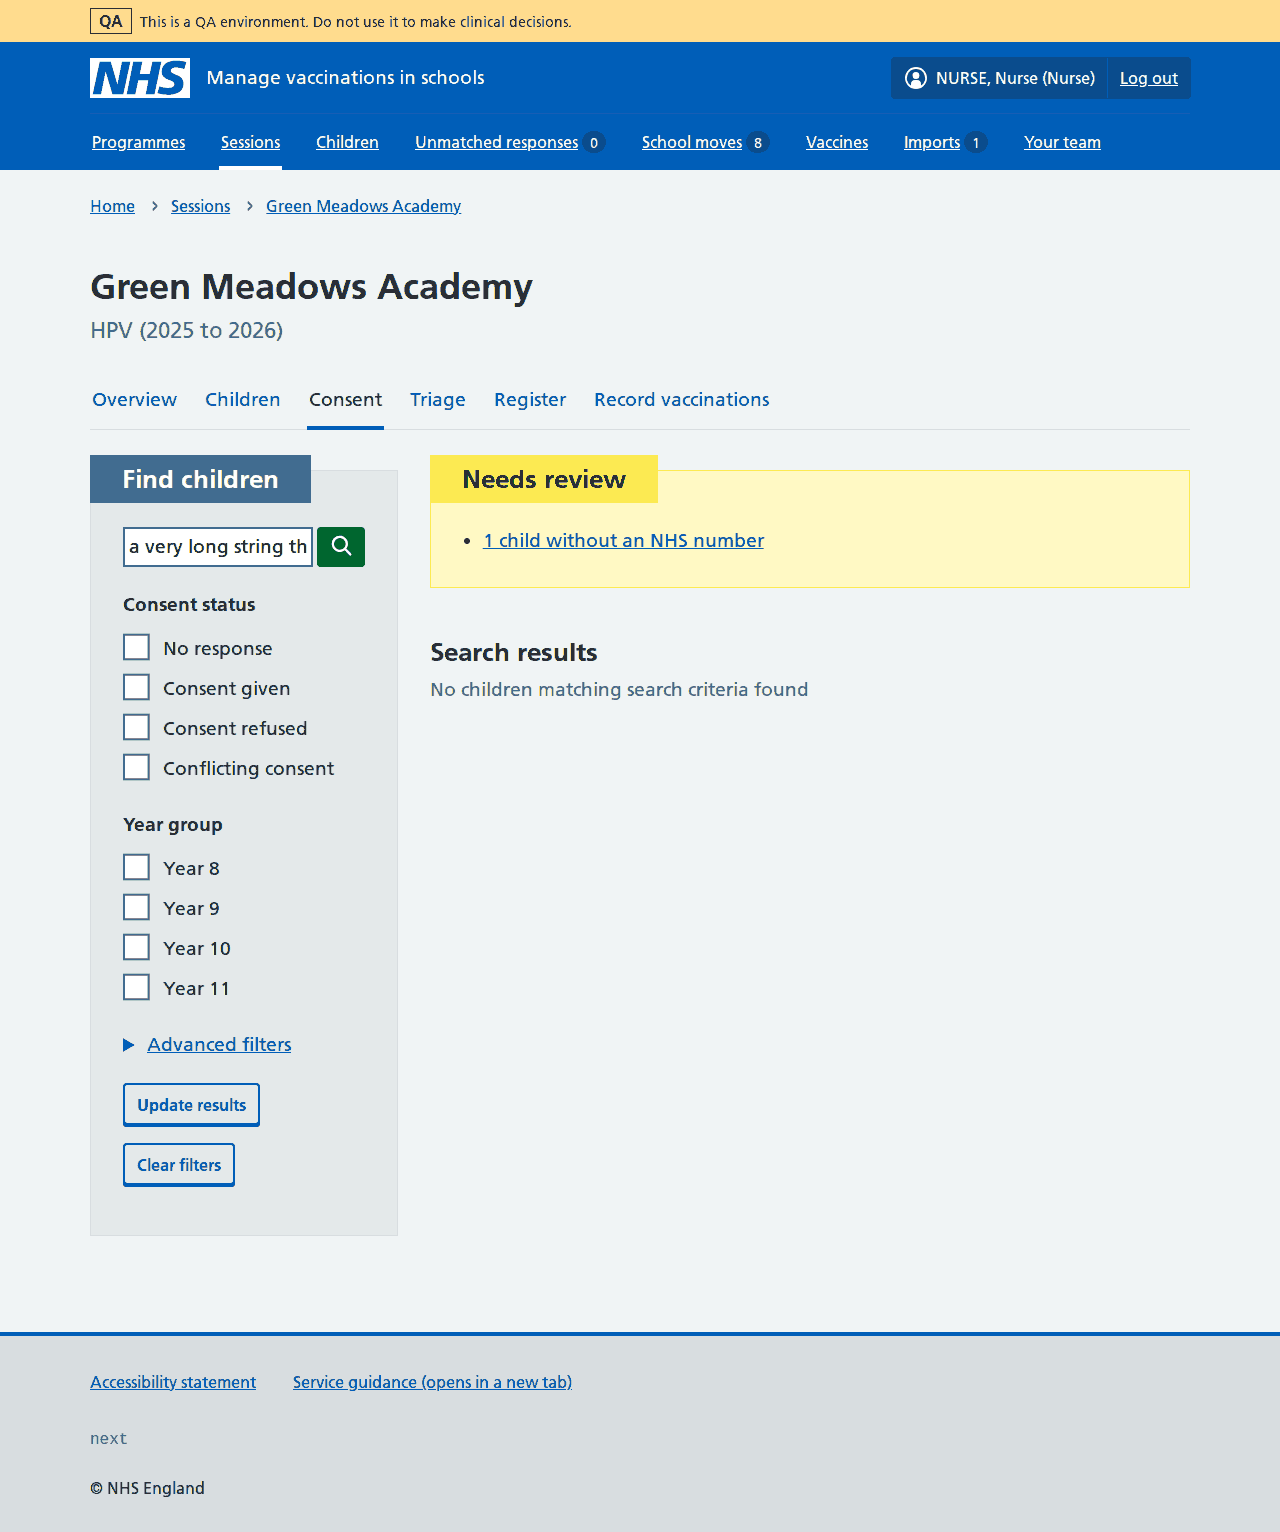 QA This is a QA environment. Do not use it to make clinical decisions.
NHS Manage vaccinations in schools NURSE, Nurse (Nurse) Log out
Programmes Sessions Children Unmatched responses 0 School moves 8 Vaccines Imports 1 Your team
Home Sessions Green Meadows Academy
Green Meadows Academy
HPV (2025 to 2026)
Overview Children Consent Triage Register Record vaccinations
Find children
a very long string th
Consent status
No response
Consent given
Consent refused
Conflicting consent
Year group
Year 8
Year 9
Year 10
Year 11
Advanced filters
Update results
Clear filters
Needs review
1 child without an NHS number
Search results
No children matching search criteria found
Accessibility statement Service guidance (opens in a new tab)
next
© NHS England